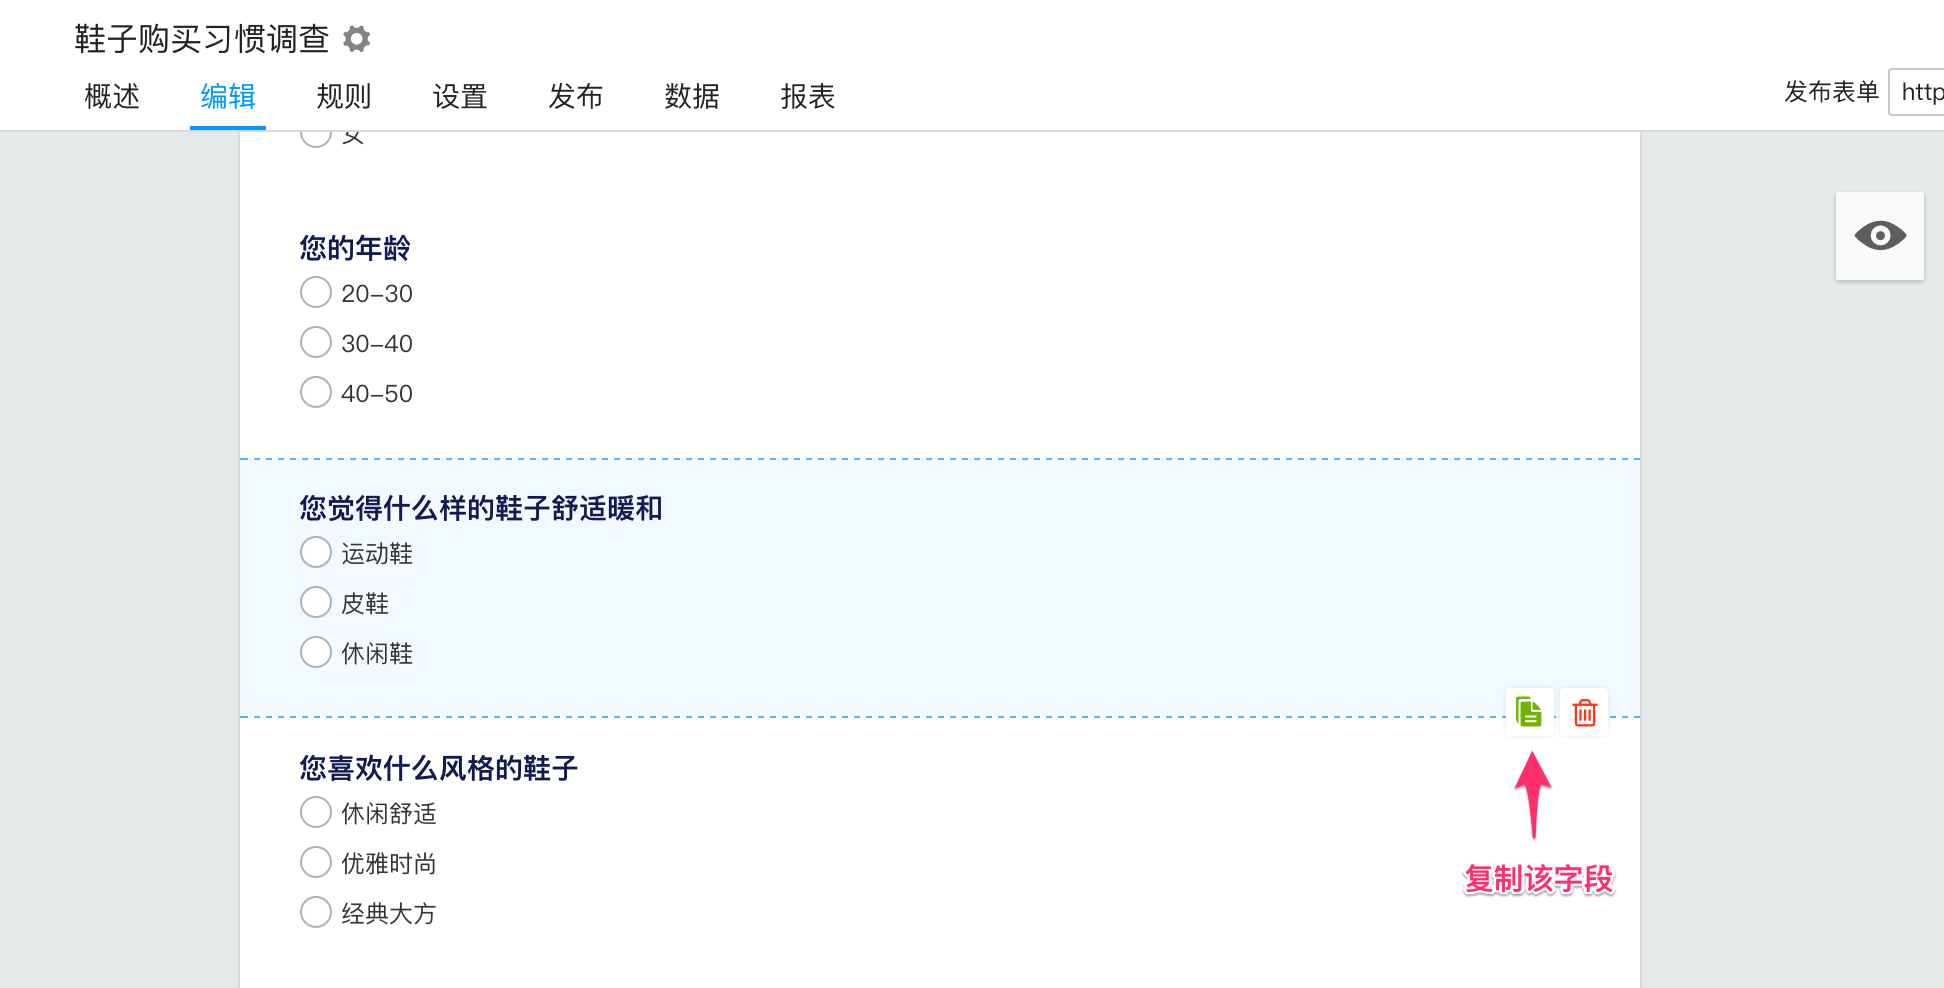 鞋子购买习惯调查
概述 编辑 规则 设置 发布 数据 报表
发布表单 http
女
您的年龄
20-30
30-40
40-50
您觉得什么样的鞋子舒适暖和
运动鞋
皮鞋
休闲鞋
您喜欢什么风格的鞋子
休闲舒适
优雅时尚
复制该字段
经典大方